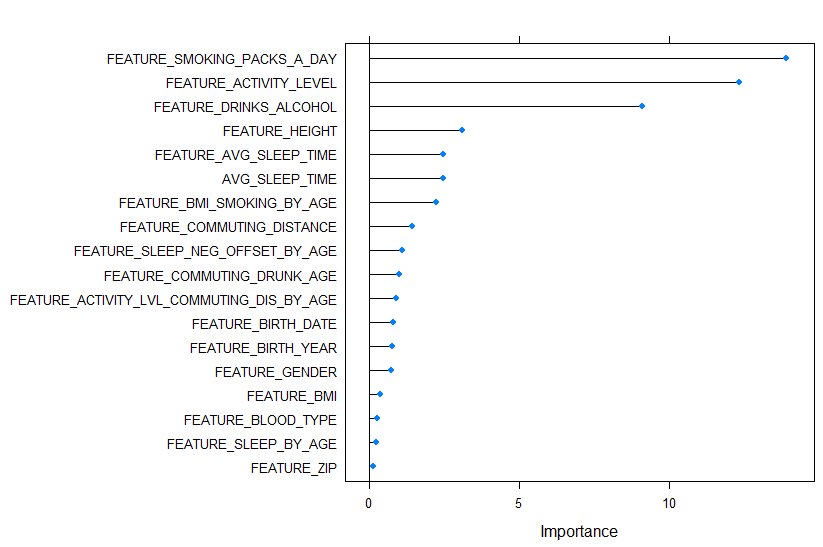 FEATURE_SMOKING_PACKS_A_DAY
FEATURE_ACTIVITY_LEVEL
FEATURE_DRINKS_ALCOHOL
FEATURE_HEIGHT
FEATURE_AVG_SLEEP_TIME
AVG_SLEEP_TIME
FEATURE_BMI_SMOKING_BY_AGE
FEATURE_COMMUTING_DISTANCE
FEATURE_SLEEP_NEG_OFFSET_BY_AGE
FEATURE_COMMUTING_DRUNK_AGE
FEATURE_ACTIVITY_LVL_COMMUTING_DIS_BY_AGE
FEATURE_BIRTH_DATE
FEATURE_BIRTH_YEAR
FEATURE_GENDER
FEATURE_BMI
FEATURE_BLOOD_TYPE
FEATURE_SLEEP_BY_AGE
FEATURE_ZIP
0 5 10
Importance